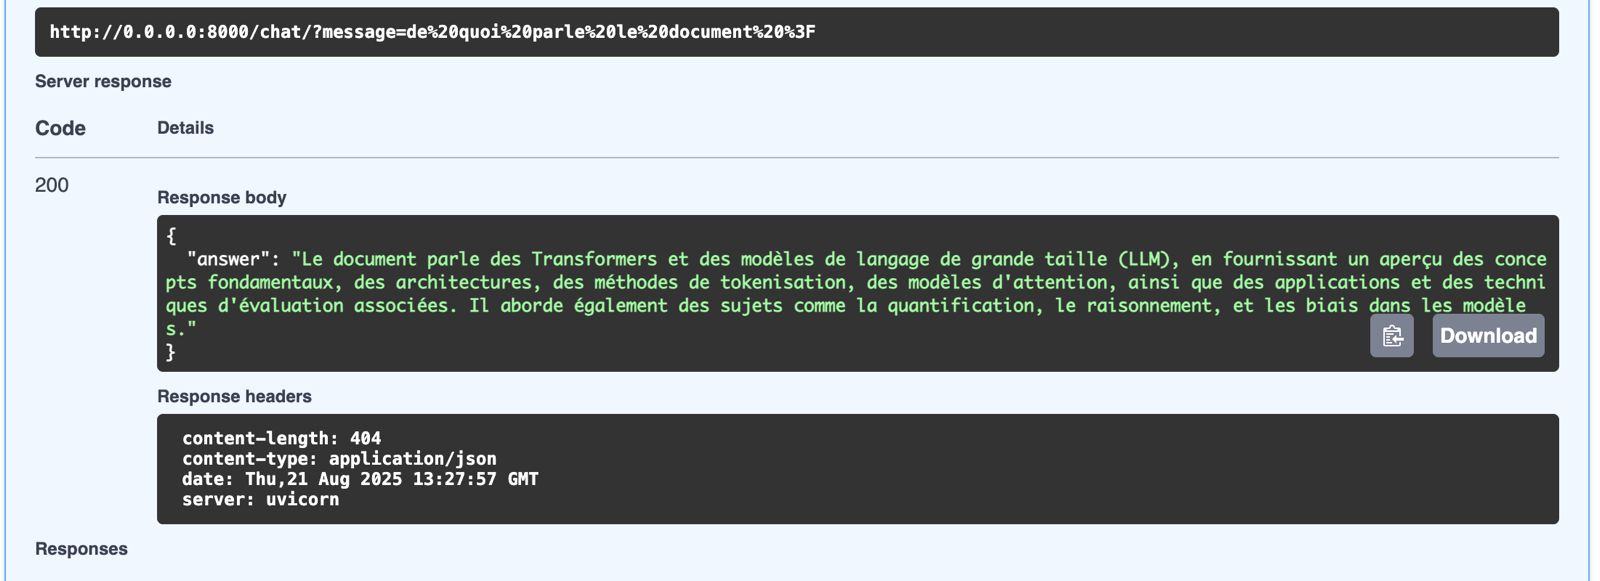 http://0.0.0.0:8000/chat/?message=de%20quoi%20parle%20le%20document%20%3F
Server response
Code Details
200
Response body
{
"answer": "Le document parle des Transformers et des modèles de langage de grande taille (LLM), en fournissant un aperçu des conce
pts fondamentaux, des architectures, des méthodes de tokenisation, des modèles d'attention, ainsi que des applications et des techni
ques d'évaluation associées. Il aborde également des sujets comme la quantification, le raisonnement, et les biais dans les modèle
s."
}
Download
Response headers
content-length: 404
content-type: application/json
date: Thu,21 Aug 2025 13:27:57 GMT
server: uvicorn
Responses